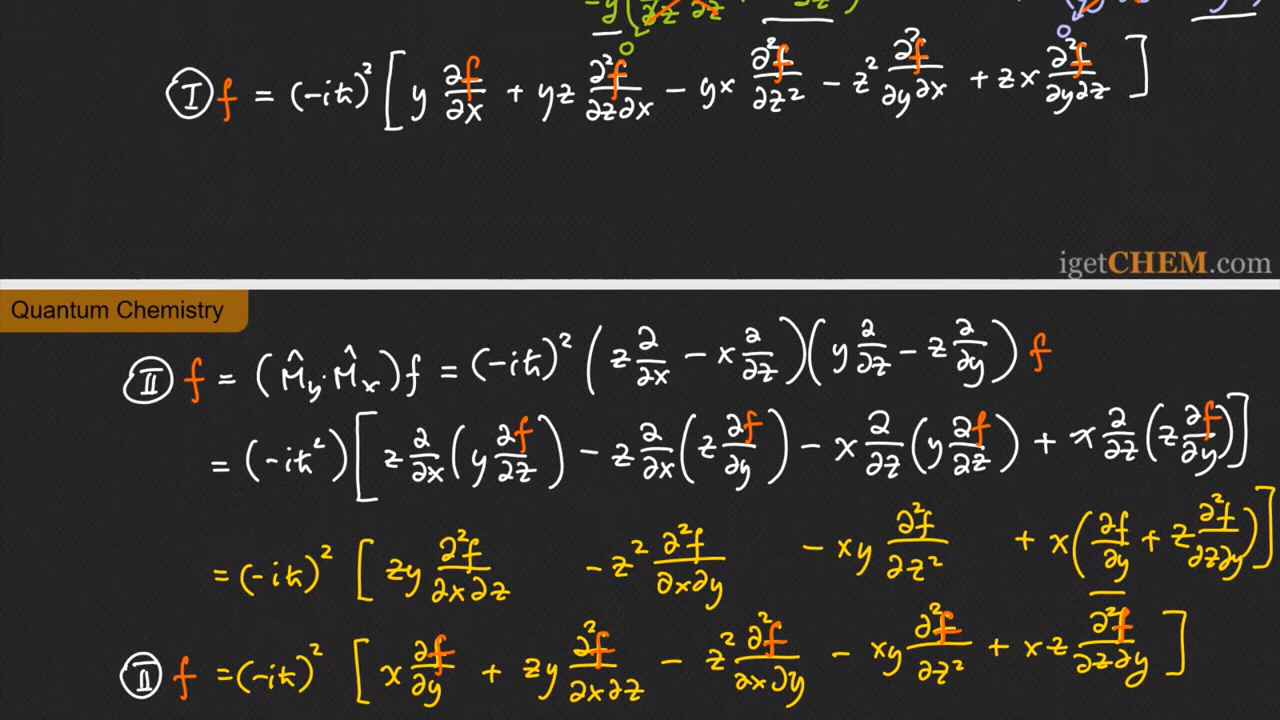 -y(
Ⓘ f = (-iħ)² [ y ∂f/∂x + yz ∂²f/∂z∂x - yx ∂²f/∂z² - z² ∂²f/∂y∂x + zx ∂²f/∂y∂z ]
igetCHEM.com
Quantum Chemistry
Ⓘ︎Ⓘ f = (M̂y·M̂x)f = (-iħ)² (z ∂/∂x - x ∂/∂z)(y ∂/∂z - z ∂/∂y) f
= (-iħ²)[ z ∂/∂x (y ∂f/∂z) - z ∂/∂x (z ∂f/∂y) - x ∂/∂z (y ∂f/∂z) + x ∂/∂z (z ∂f/∂y) ]
= (-iħ)² [ zy ∂²f/∂x∂z - z² ∂²f/∂x∂y - xy ∂²f/∂z² + x(∂f/∂y + z ∂²f/∂z∂y) ]
II f = (-iħ)² [ x ∂f/∂y + zy ∂²f/∂x∂z - z² ∂²f/∂x∂y - xy ∂²f/∂z² + xz ∂²f/∂z∂y ]